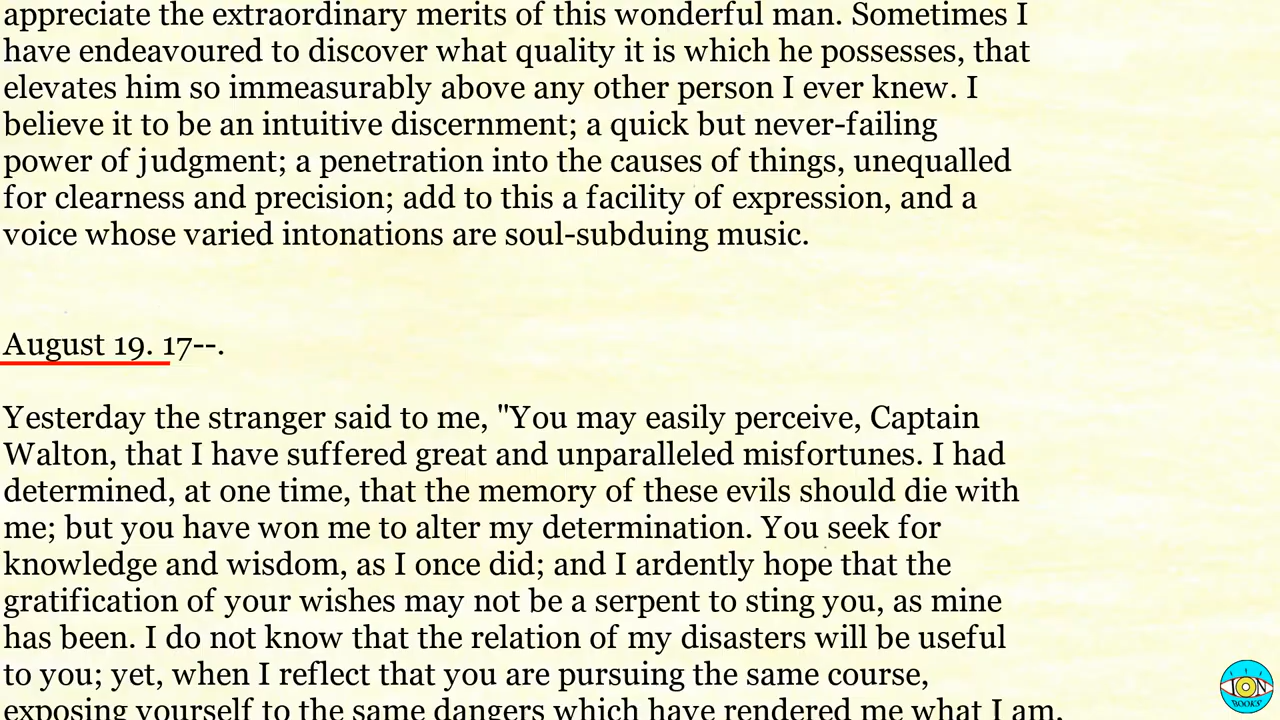 appreciate the extraordinary merits of this wonderful man. Sometimes I
have endeavoured to discover what quality it is which he possesses, that
elevates him so immeasurably above any other person I ever knew. I
believe it to be an intuitive discernment; a quick but never-failing
power of judgment; a penetration into the causes of things, unequalled
for clearness and precision; add to this a facility of expression, and a
voice whose varied intonations are soul-subduing music.
August 19. 17--.
Yesterday the stranger said to me, "You may easily perceive, Captain
Walton, that I have suffered great and unparalleled misfortunes. I had
determined, at one time, that the memory of these evils should die with
me; but you have won me to alter my determination. You seek for
knowledge and wisdom, as I once did; and I ardently hope that the
gratification of your wishes may not be a serpent to sting you, as mine
has been. I do not know that the relation of my disasters will be useful
to you; yet, when I reflect that you are pursuing the same course,
exposing yourself to the same dangers which have rendered me what I am,
BOOKS